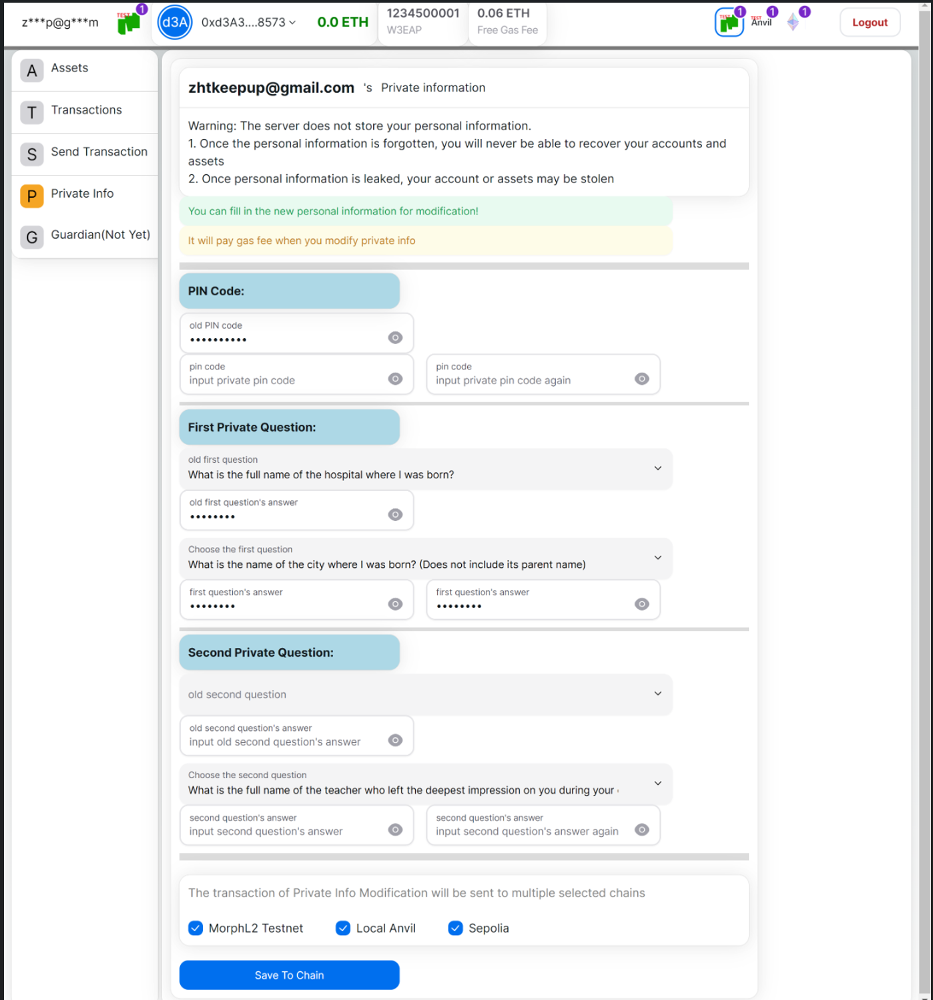 z***p@g***m
TEST
1
d3A
0xd3A3....8573
0.0 ETH
1234500001
W3EAP
0.06 ETH
Free Gas Fee
TEST
1
TEST
Anvil
1
1
Logout
A Assets
T Transactions
S Send Transaction
P Private Info
G Guardian(Not Yet)
zhtkeepup@gmail.com 's Private information
Warning: The server does not store your personal information.
1. Once the personal information is forgotten, you will never be able to recover your accounts and
assets
2. Once personal information is leaked, your account or assets may be stolen
You can fill in the new personal information for modification!
It will pay gas fee when you modify private info
PIN Code:
old PIN code
••••••••••
pin code
input private pin code
pin code
input private pin code again
First Private Question:
old first question
What is the full name of the hospital where I was born?
old first question's answer
••••••••
Choose the first question
What is the name of the city where I was born? (Does not include its parent name)
first question's answer
••••••••
first question's answer
••••••••
Second Private Question:
old second question
old second question's answer
input old second question's answer
Choose the second question
What is the full name of the teacher who left the deepest impression on you during your
second question's answer
input second question's answer
second question's answer
input second question's answer again
The transaction of Private Info Modification will be sent to multiple selected chains
MorphL2 Testnet
Local Anvil
Sepolia
Save To Chain